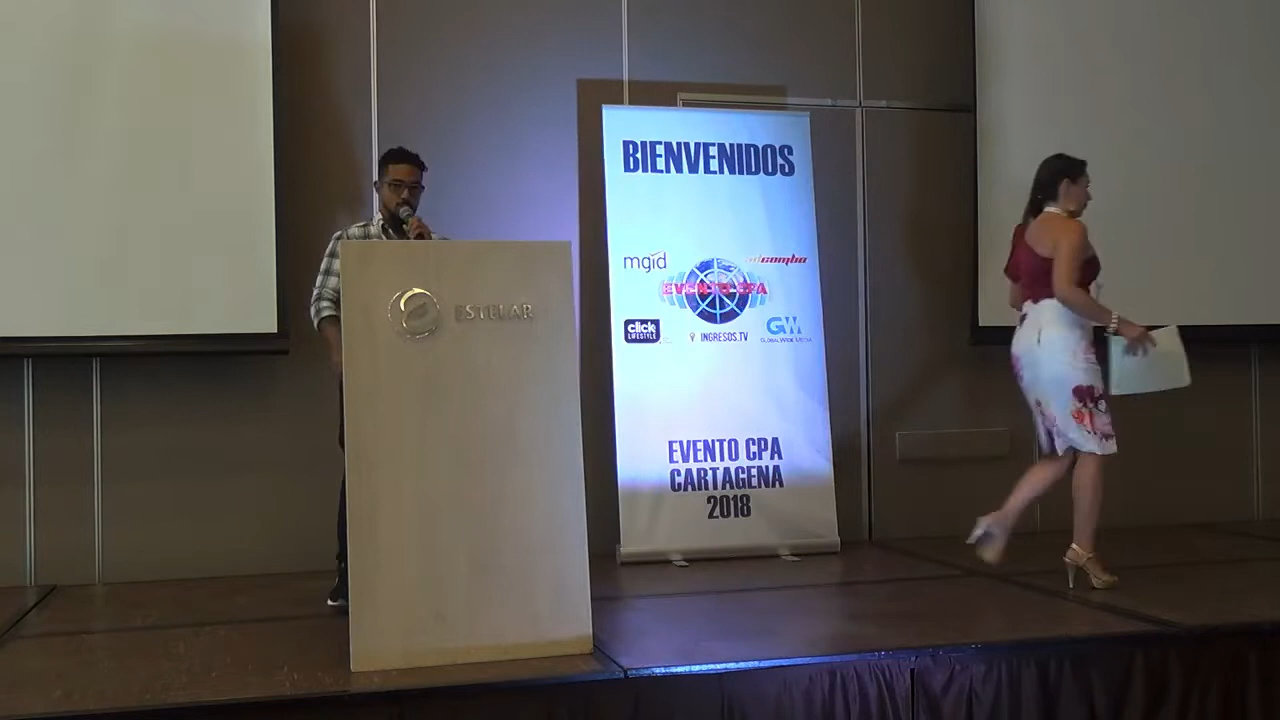 ESTELAR
BIENVENIDOS
mgid
adcombo
EVENTO CPA
click
LIFESTYLE
INGRESOS.TV
GW
GLOBALWIDE MEDIA
EVENTO CPA
CARTAGENA
2018